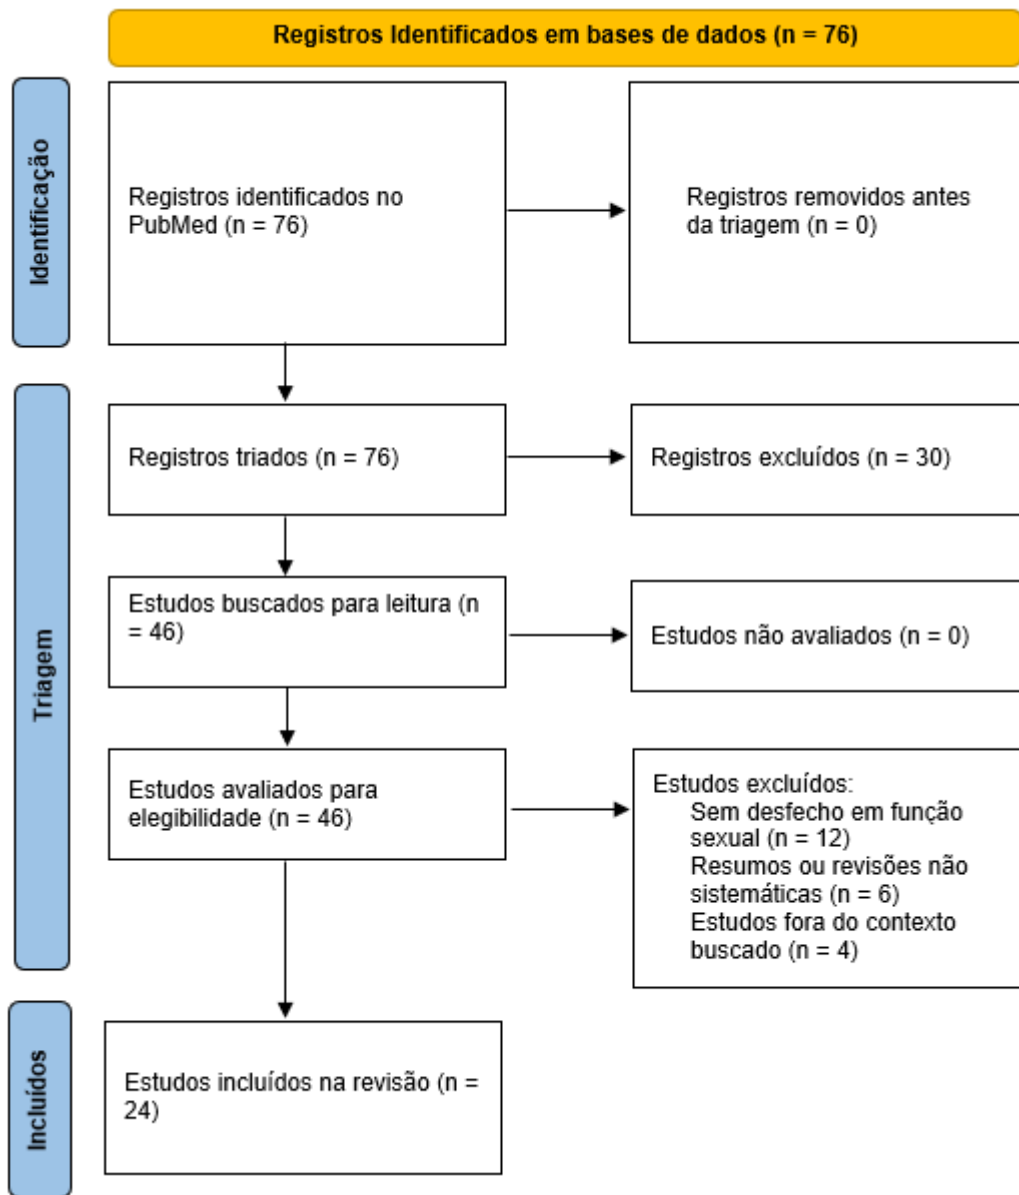 Registros Identificados em bases de dados (n = 76)
Identificação
Registros identificados no
PubMed (n = 76)
Registros removidos antes
da triagem (n = 0)
Triagem
Registros triados (n = 76)
Registros excluídos (n = 30)
Estudos buscados para leitura (n
= 46)
Estudos não avaliados (n = 0)
Estudos avaliados para
elegibilidade (n = 46)
Estudos excluídos:
Sem desfecho em função
sexual (n = 12)
Resumos ou revisões não
sistemáticas (n = 6)
Estudos fora do contexto
buscado (n = 4)
Incluídos
Estudos incluídos na revisão (n =
24)